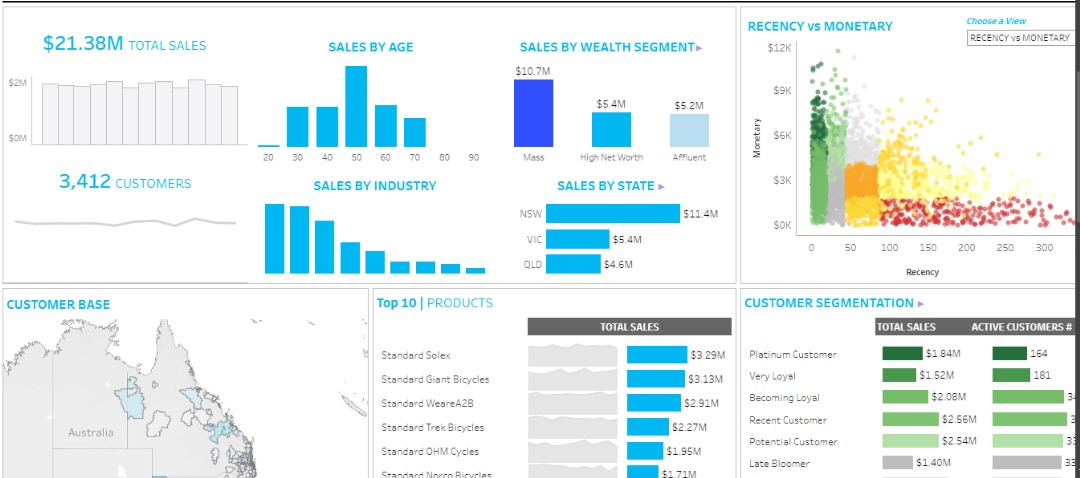 $21.38M TOTAL SALES
$2M
$0M
3,412 CUSTOMERS
SALES BY AGE
20 30 40 50 60 70 80 90
SALES BY INDUSTRY
SALES BY WEALTH SEGMENT
$10.7M
$5.4M
$5.2M
Mass High Net Worth Affluent
SALES BY STATE
NSW $11.4M
VIC $5.4M
QLD $4.6M
RECENCY vs MONETARY
Choose a View
RECENCY vs MONETARY
$12K
$9K
$6K
$3K
$0K
Monetary
0 50 100 150 200 250 300
Recency
CUSTOMER BASE
Australia
Top 10 | PRODUCTS
TOTAL SALES
Standard Solex $3.29M
Standard Giant Bicycles $3.13M
Standard WeareA2B $2.91M
Standard Trek Bicycles $2.27M
Standard OHM Cycles $1.95M
Standard Norco Bicycles $1.71M
CUSTOMER SEGMENTATION
TOTAL SALES ACTIVE CUSTOMERS #
Platinum Customer $1.84M 164
Very Loyal $1.52M 181
Becoming Loyal $2.08M
Recent Customer $2.56M
Potential Customer $2.54M
Late Bloomer $1.40M